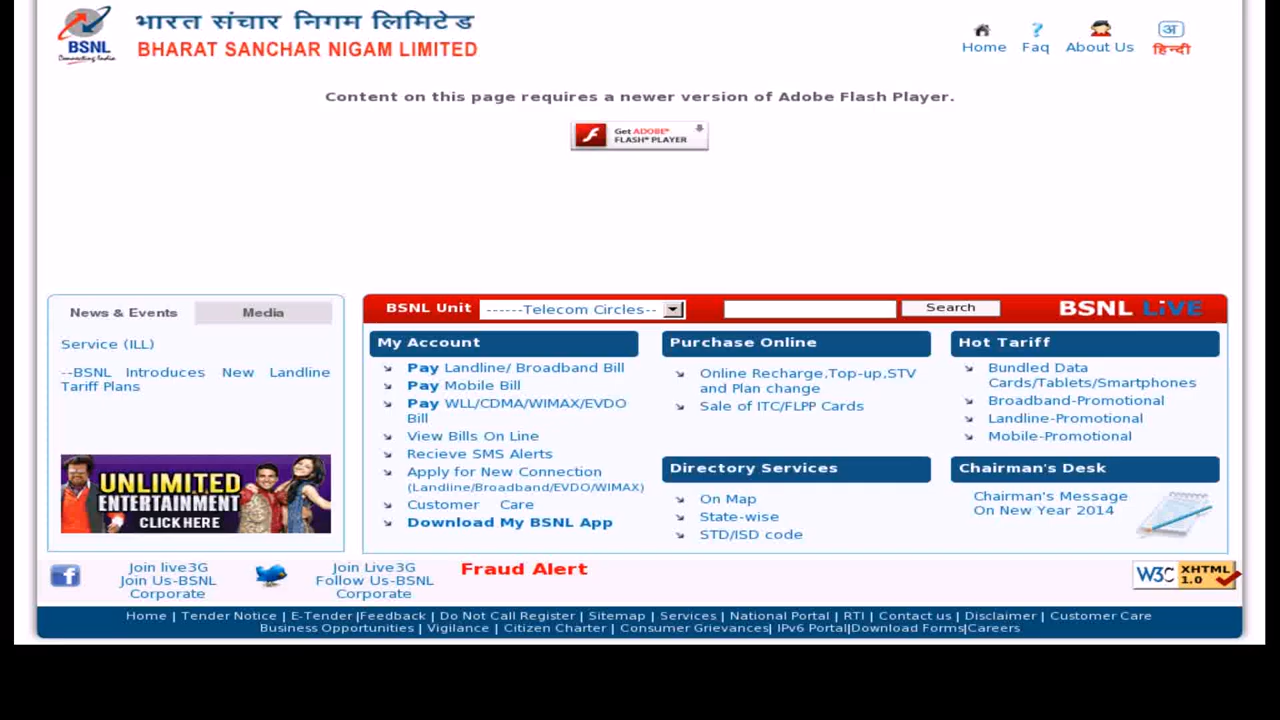 भारत संचार निगम लिमिटेड
BSNL
Connecting India
BHARAT SANCHAR NIGAM LIMITED
Home
Faq
About Us
अ
हिन्दी
Content on this page requires a newer version of Adobe Flash Player.
Get ADOBE®
FLASH® PLAYER
News & Events
Media
Service (ILL)
--BSNL Introduces New Landline
Tariff Plans
UNLIMITED
ENTERTAINMENT
CLICK HERE
BSNL Unit
------Telecom Circles--
Search
BSNL LiVE
My Account
Pay Landline/ Broadband Bill
Pay Mobile Bill
Pay WLL/CDMA/WIMAX/EVDO
Bill
View Bills On Line
Recieve SMS Alerts
Apply for New Connection
(Landline/Broadband/EVDO/WIMAX)
Customer Care
Download My BSNL App
Purchase Online
Online Recharge,Top-up,STV
and Plan change
Sale of ITC/FLPP Cards
Directory Services
On Map
State-wise
STD/ISD code
Hot Tariff
Bundled Data
Cards/Tablets/Smartphones
Broadband-Promotional
Landline-Promotional
Mobile-Promotional
Chairman's Desk
Chairman's Message
On New Year 2014
f
Join live3G
Join Us-BSNL
Corporate
Join Live3G
Follow Us-BSNL
Corporate
Fraud Alert
W3C XHTML
1.0
Home | Tender Notice | E-Tender |Feedback | Do Not Call Register | Sitemap | Services | National Portal | RTI | Contact us | Disclaimer | Customer Care
Business Opportunities | Vigilance | Citizen Charter | Consumer Grievances| IPv6 Portal|Download Forms|Careers